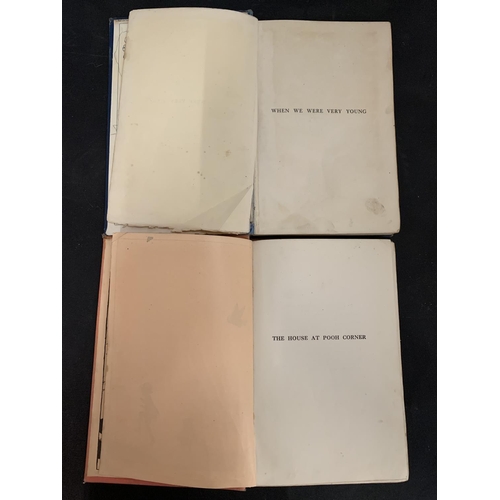 WHEN WE WERE VERY YOUNG
THE HOUSE AT POOH CORNER